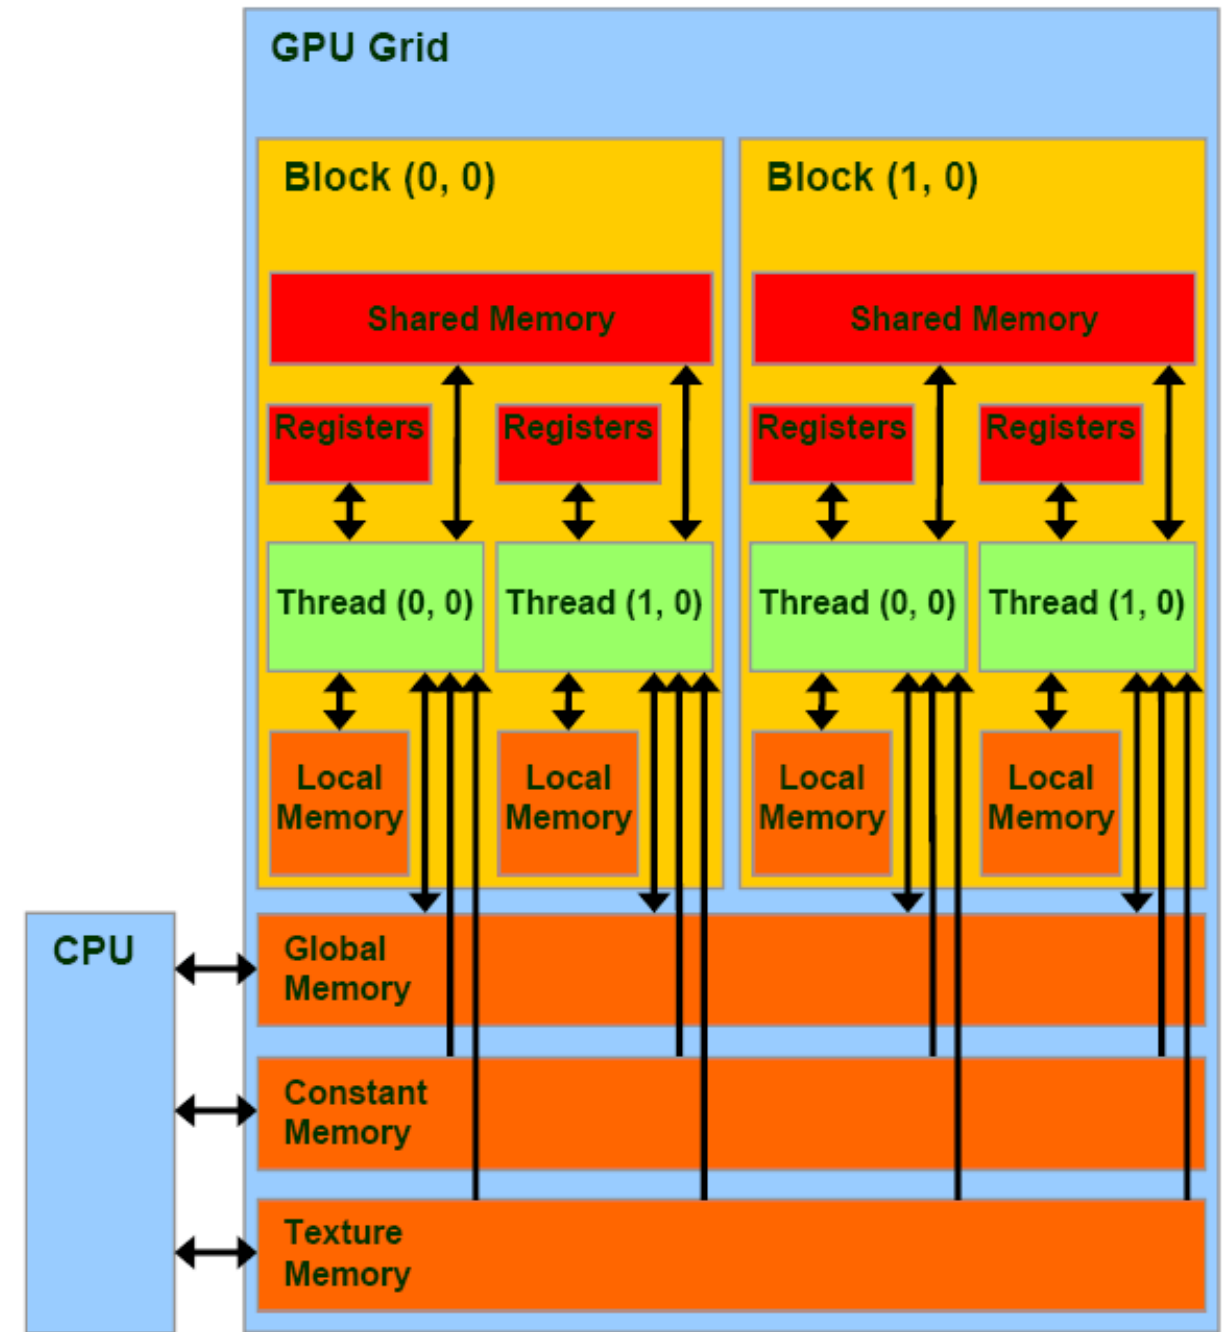 GPU Grid
Block (0, 0)
Block (1, 0)
Shared Memory
Shared Memory
Registers
Registers
Registers
Registers
Thread (0, 0)
Thread (1, 0)
Thread (0, 0)
Thread (1, 0)
Local
Memory
Local
Memory
Local
Memory
Local
Memory
CPU
Global
Memory
Constant
Memory
Texture
Memory